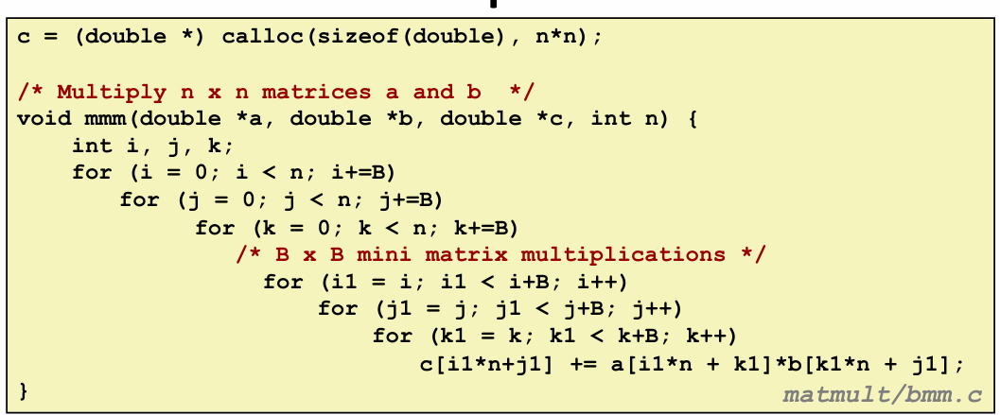 c = (double *) calloc(sizeof(double), n*n);
/* Multiply n x n matrices a and b  */
void mmm(double *a, double *b, double *c, int n) {
    int i, j, k;
    for (i = 0; i < n; i+=B)
        for (j = 0; j < n; j+=B)
            for (k = 0; k < n; k+=B)
                /* B x B mini matrix multiplications */
                for (i1 = i; i1 < i+B; i++)
                    for (j1 = j; j1 < j+B; j++)
                        for (k1 = k; k1 < k+B; k++)
                            c[i1*n+j1] += a[i1*n + k1]*b[k1*n + j1];
}
matmult/bmm.c